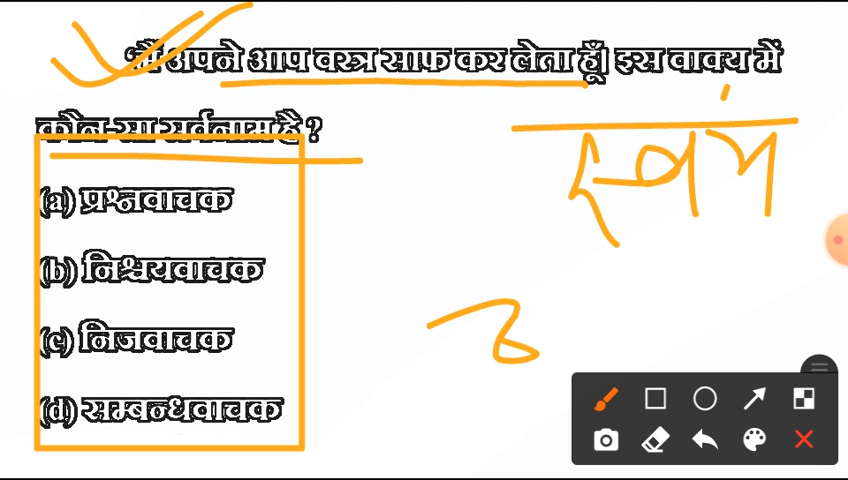 'मैं अपने आप वस्त्र साफ कर लेता हूँ। इस वाक्य में
कौन-सा सर्वनाम है ?
स्वयं
(a) प्रश्नवाचक
(b) निश्चयवाचक
(c) निजवाचक
(d) सम्बन्धवाचक